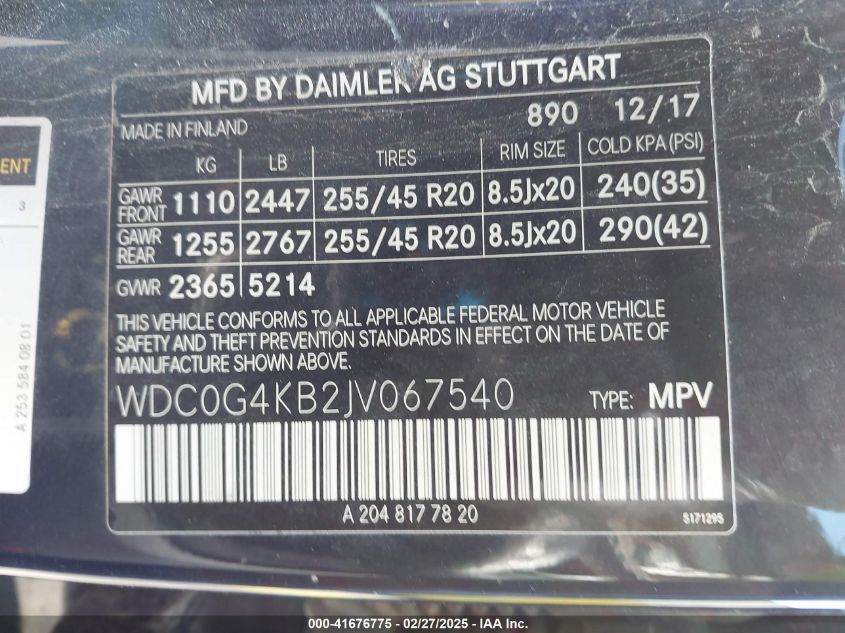 MFD BY DAIMLER AG STUTTGART
890 12/17
MADE IN FINLAND
KG LB TIRES RIM SIZE COLD KPA(PSI)
GAWR FRONT 1110 2447 255/45 R20 8.5Jx20 240(35)
GAWR REAR 1255 2767 255/45 R20 8.5Jx20 290(42)
GVWR 2365 5214
THIS VEHICLE CONFORMS TO ALL APPLICABLE FEDERAL MOTOR VEHICLE
SAFETY AND THEFT PREVENTION STANDARDS IN EFFECT ON THE DATE OF
MANUFACTURE SHOWN ABOVE.
WDC0G4KB2JV067540 TYPE: MPV
A 204 817 78 20
5171295
ENT
3
A 253 584 08 01
000-41676775 - 02/27/2025 - IAA Inc.